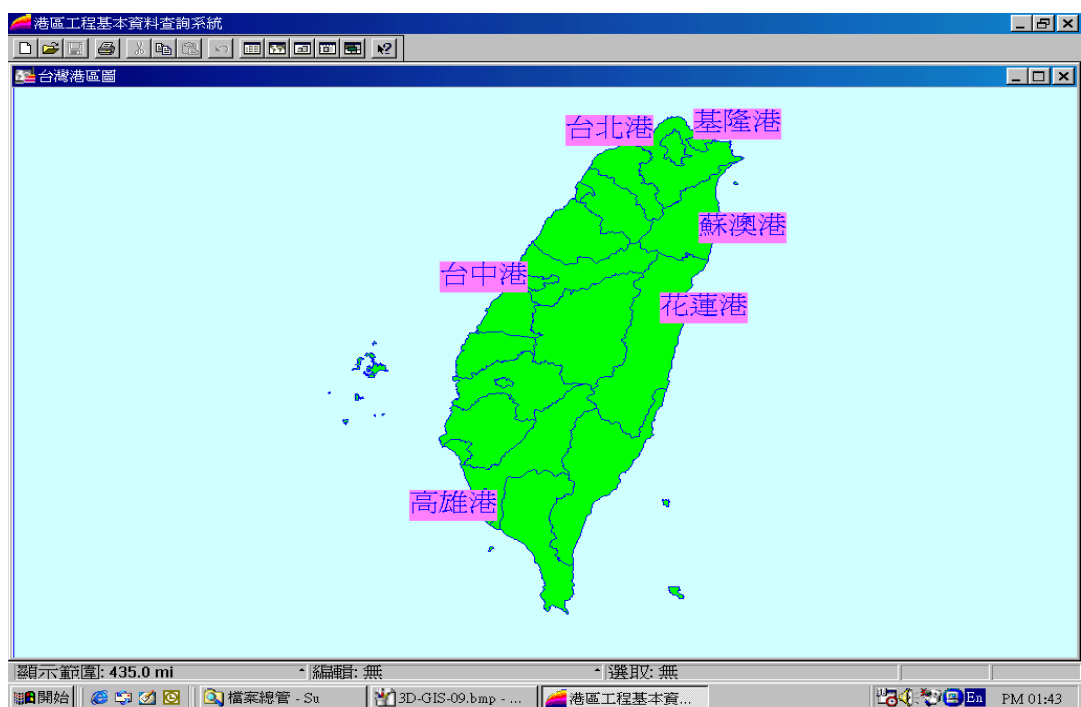 港區工程基本資料查詢系統
台灣港區圖
台北港
基隆港
蘇澳港
台中港
花蓮港
高雄港
顯示範圍: 435.0 mi
編輯: 無
選取: 無
開始
檔案總管 - Su
3D-GIS-09.bmp - ...
港區工程基本資...
En
PM 01:43